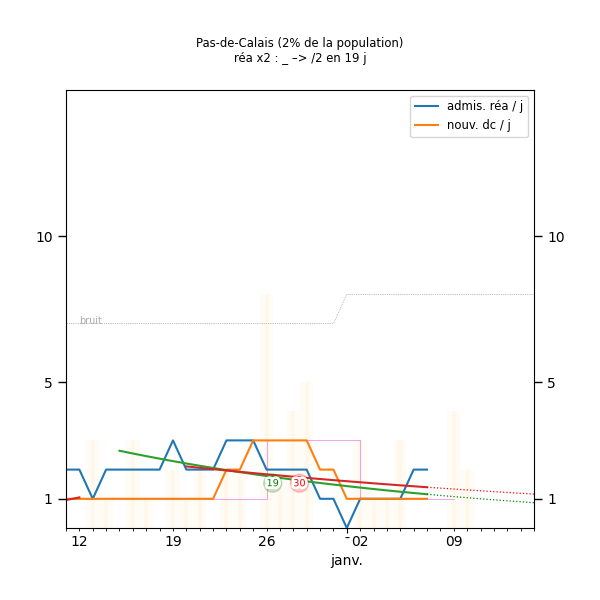 Pas-de-Calais (2% de la population)
réa x2 : _ –> /2 en 19 j
admis. réa / j
nouv. dc / j
10 10
bruit
5 5
19 30
1 1
12 19 26 02 09
janv.